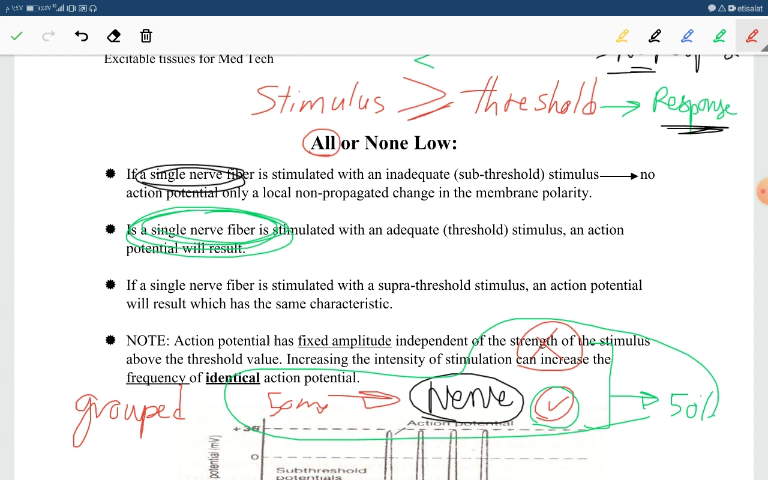 etisalat
Excitable tissues for Med Tech
Stimulus ≥ threshold → Response
All or None Low:
If a single nerve fiber is stimulated with an inadequate (sub-threshold) stimulus → no
action potential only a local non-propagated change in the membrane polarity.
Is a single nerve fiber is stimulated with an adequate (threshold) stimulus, an action
potential will result.
If a single nerve fiber is stimulated with a supra-threshold stimulus, an action potential
will result which has the same characteristic.
NOTE: Action potential has fixed amplitude independent of the strength of the stimulus
above the threshold value. Increasing the intensity of stimulation can increase the
frequency of identical action potential.
grouped
Nerve
Action potential
0
Subthreshold
potentials
potential (mV)